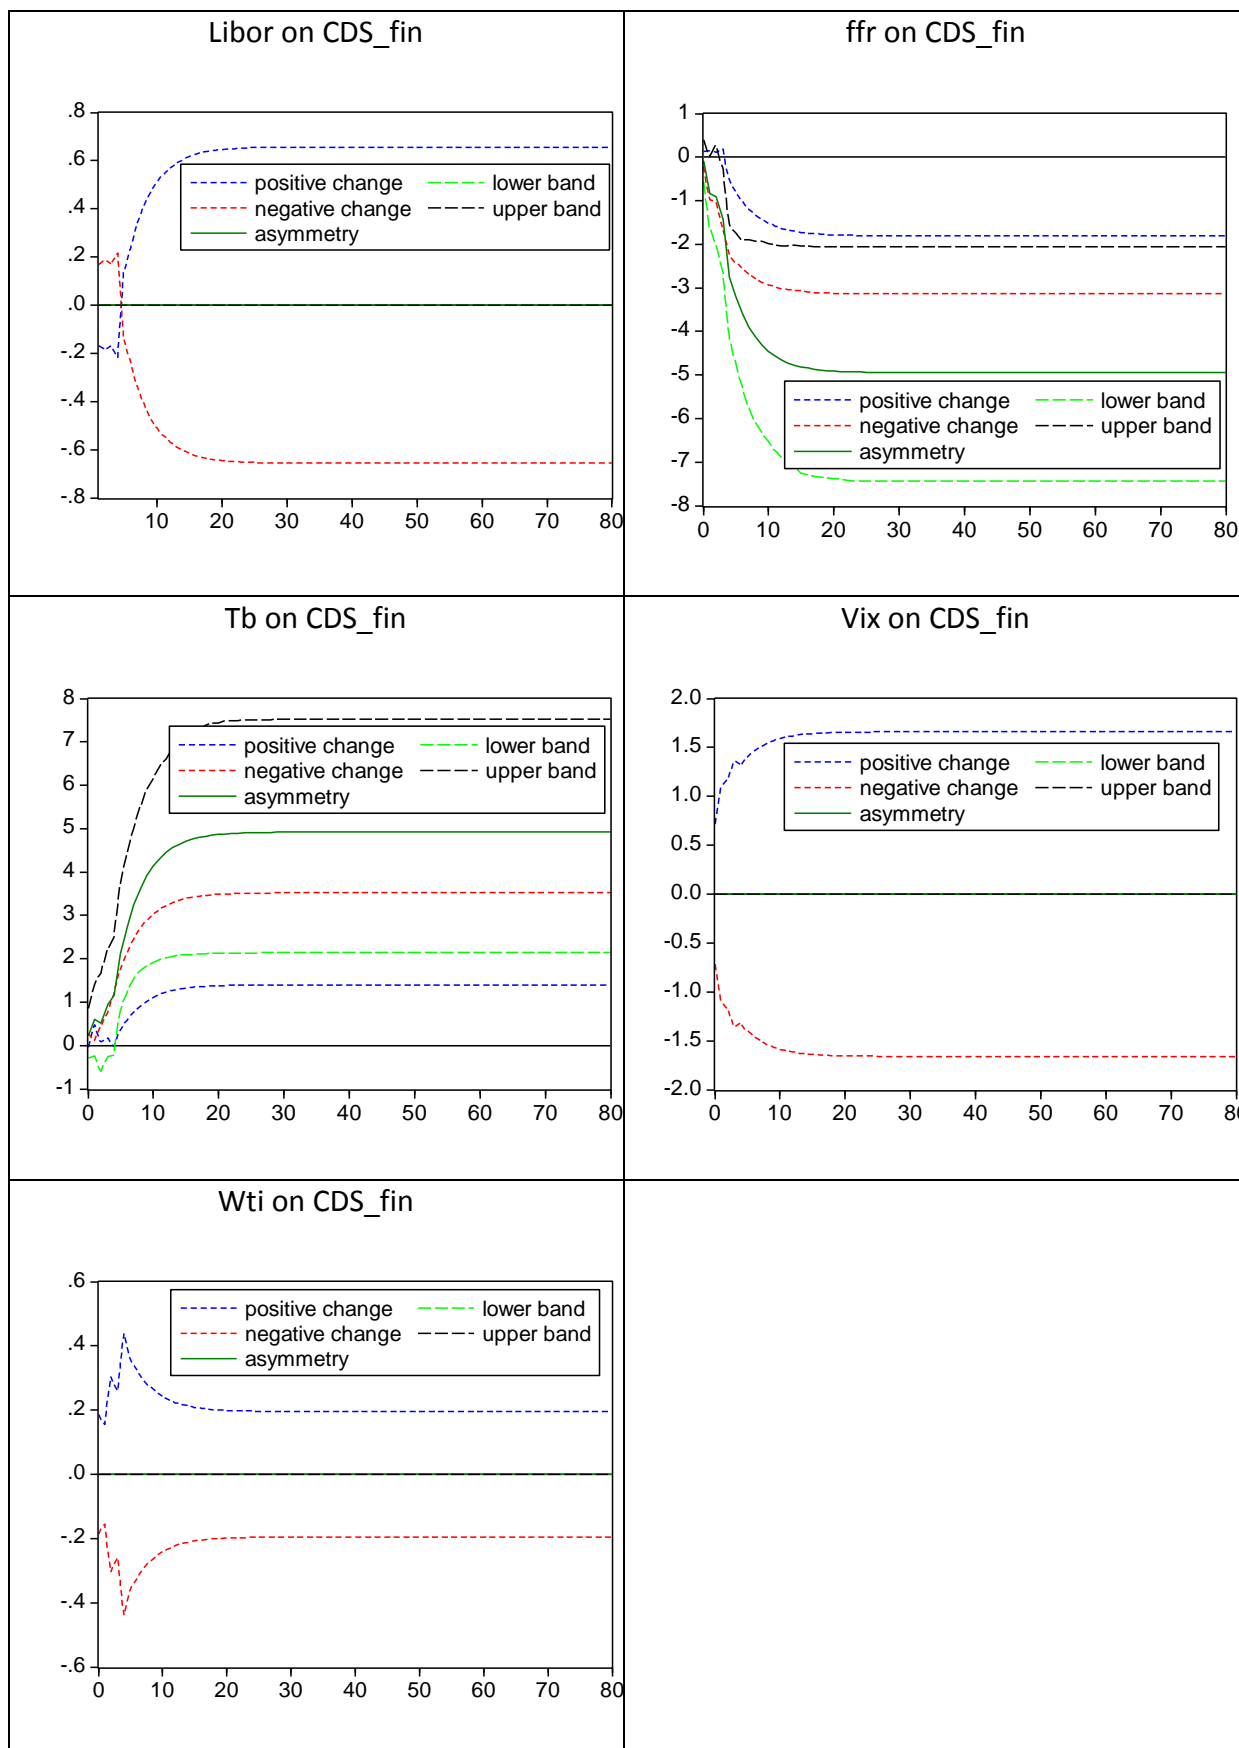 Libor on CDS_fin
.8
.6
.4
.2
.0
-.2
-.4
-.6
-.8
positive change
lower band
negative change
upper band
asymmetry
10 20 30 40 50 60 70 80
ffr on CDS_fin
1
0
-1
-2
-3
-4
-5
-6
-7
-8
positive change
lower band
negative change
upper band
asymmetry
0 10 20 30 40 50 60 70 80
Tb on CDS_fin
8
7
6
5
4
3
2
1
0
-1
positive change
lower band
negative change
upper band
asymmetry
0 10 20 30 40 50 60 70 80
Vix on CDS_fin
2.0
1.5
1.0
0.5
0.0
-0.5
-1.0
-1.5
-2.0
positive change
lower band
negative change
upper band
asymmetry
0 10 20 30 40 50 60 70 80
Wti on CDS_fin
.6
.4
.2
.0
-.2
-.4
-.6
positive change
lower band
negative change
upper band
asymmetry
0 10 20 30 40 50 60 70 80